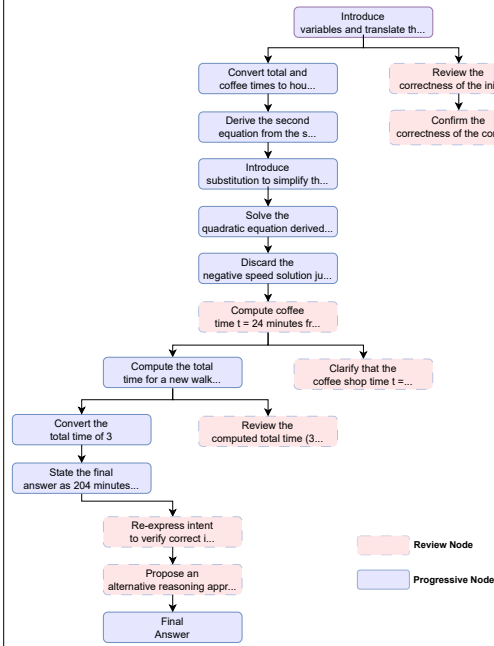 Introduce
variables and translate th...
Convert total and
coffee times to hou...
Review the
correctness of the ini
Derive the second
equation from the s...
Confirm the
correctness of the cor
Introduce
substitution to simplify th...
Solve the
quadratic equation derived...
Discard the
negative speed solution ju...
Compute coffee
time t = 24 minutes fr...
Compute the total
time for a new walk...
Clarify that the
coffee shop time t =...
Convert the
total time of 3
Review the
computed total time (3...
State the final
answer as 204 minutes...
Re-express intent
to verify correct i...
Review Node
Propose an
alternative reasoning appr...
Progressive Node
Final
Answer